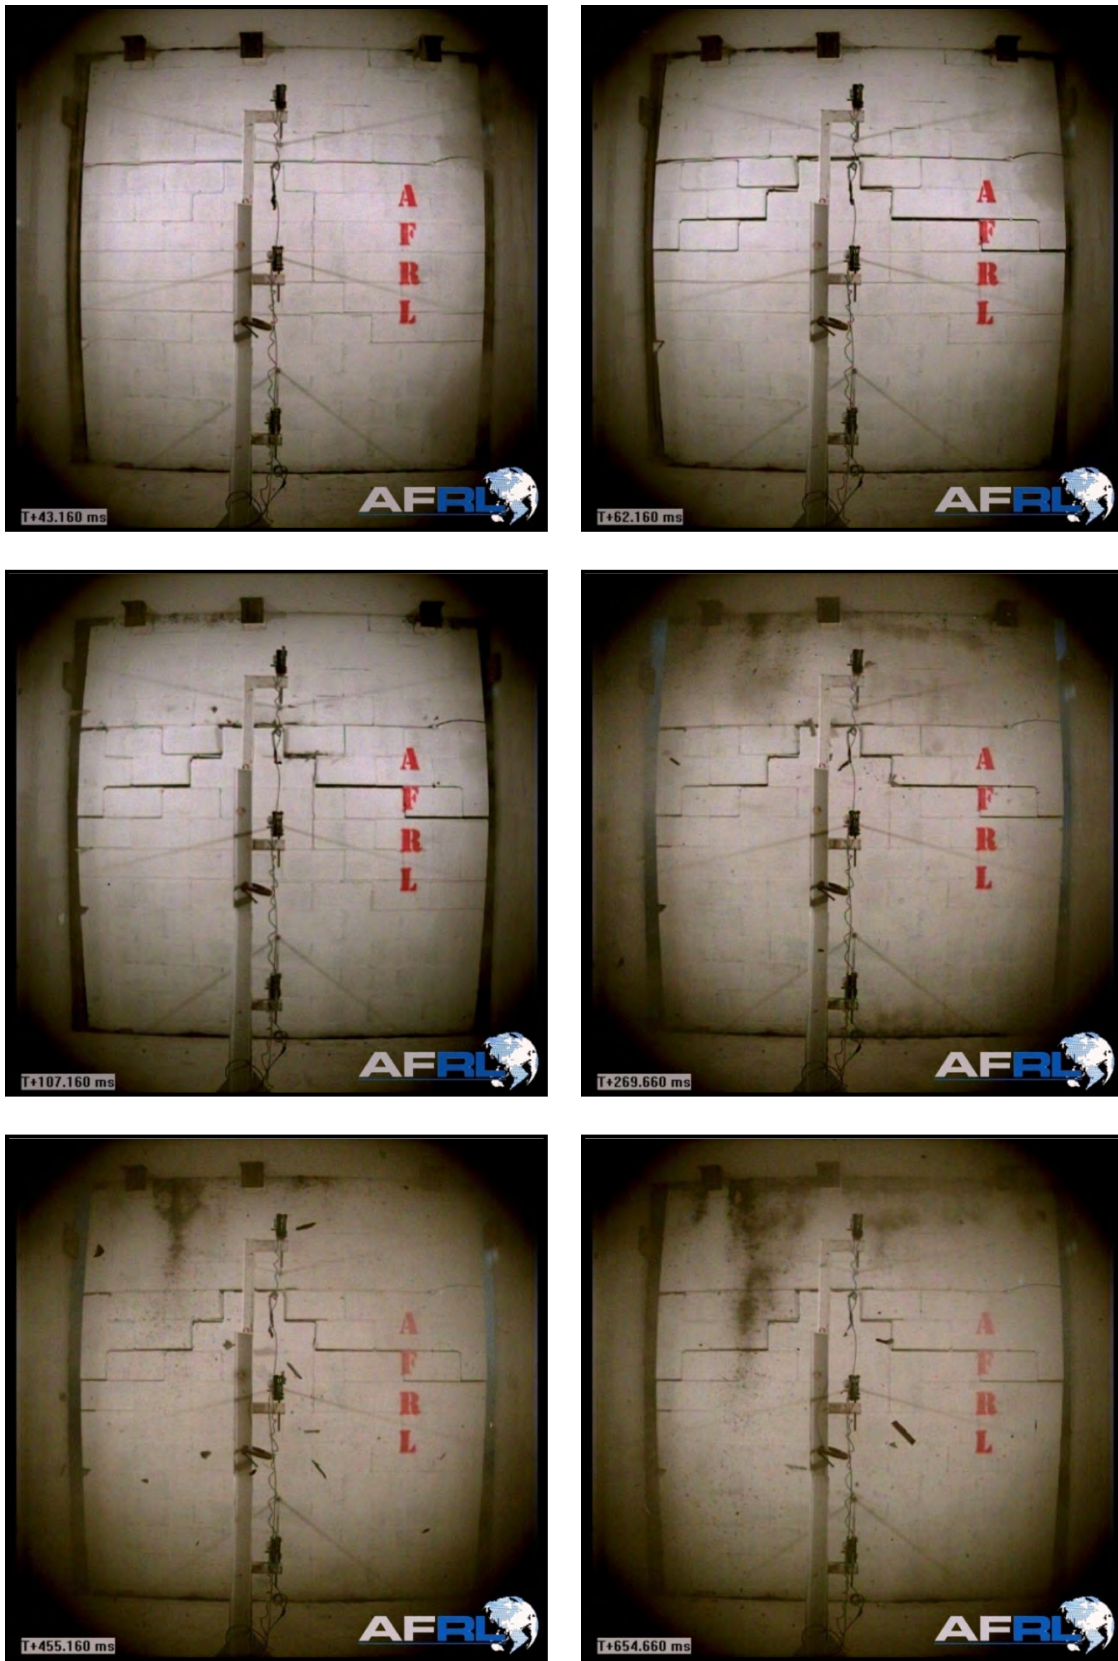 A
F
R
L
AFRL
T+43.160 ms
A
F
R
L
AFRL
T+62.160 ms
A
F
R
L
AFRL
T+107.160 ms
A
F
R
L
AFRL
T+269.660 ms
A
F
R
L
AFRL
T+455.160 ms
A
F
R
L
AFRL
T+654.660 ms